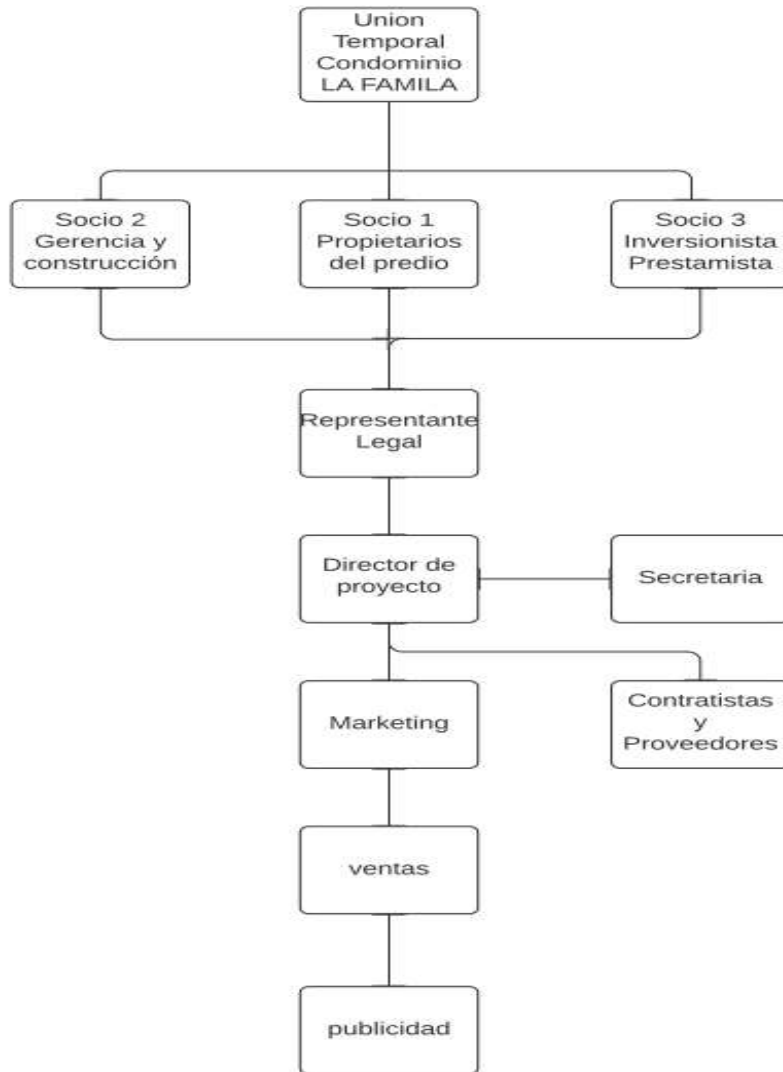 Union
Temporal
Condominio
LA FAMILA
Socio 2
Gerencia y
construcción
Socio 1
Propietarios
del predio
Socio 3
Inversionista
Prestamista
Representante
Legal
Director de
proyecto
Secretaria
Marketing
Contratistas
y
Proveedores
ventas
publicidad